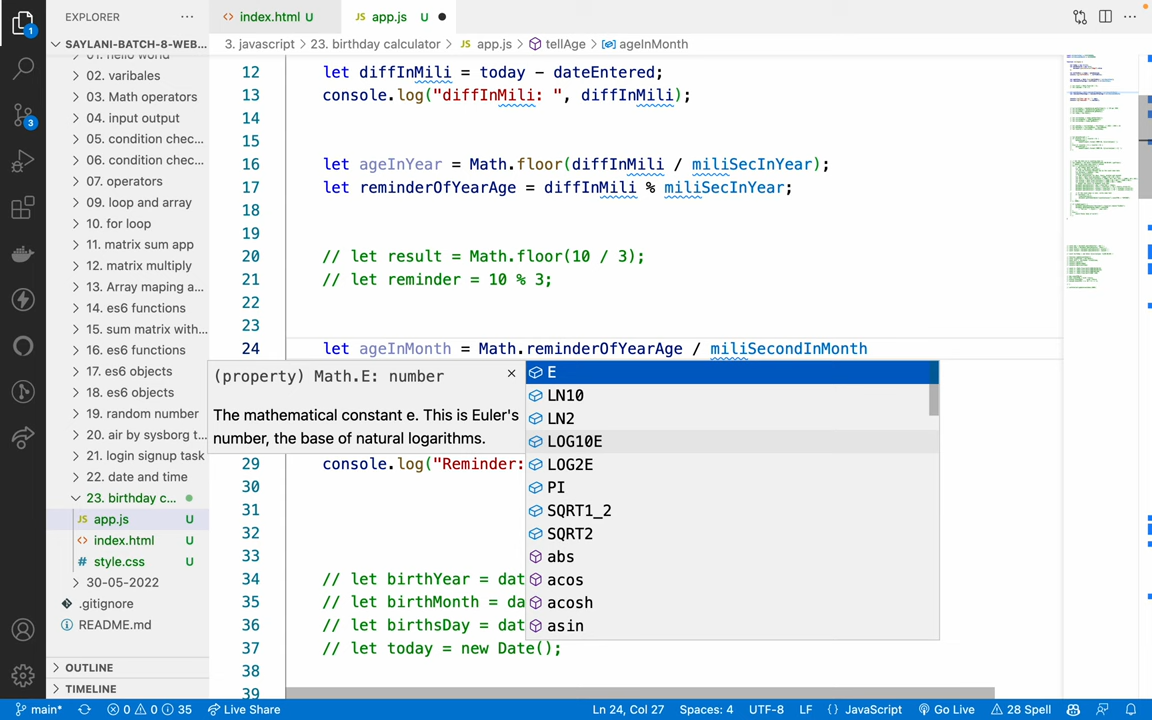 EXPLORER
index.html U
JS app.js U
SAYLANI-BATCH-8-WEB...
3. javascript > 23. birthday calculator > JS app.js > tellAge > ageInMonth
02. varibales
03. Math operators
04. input output
05. condition chec...
06. condition chec...
07. operators
09. loop and array
10. for loop
11. matrix sum app
12. matrix multiply
13. Array maping a...
14. es6 functions
15. sum matrix with...
16. es6 functions
17. es6 objects
18. es6 objects
19. random number
20. air by sysborg t...
21. login signup task
22. date and time
23. birthday c...
JS app.js U
index.html U
# style.css U
30-05-2022
.gitignore
README.md
OUTLINE
TIMELINE
12 let diffInMili = today - dateEntered;
13 console.log("diffInMili: ", diffInMili);
14
15
16 let ageInYear = Math.floor(diffInMili / miliSecInYear);
17 let reminderOfYearAge = diffInMili % miliSecInYear;
18
19
20 // let result = Math.floor(10 / 3);
21 // let reminder = 10 % 3;
22
23
24 let ageInMonth = Math.reminderOfYearAge / miliSecondInMonth
(property) Math.E: number
The mathematical constant e. This is Euler's
number, the base of natural logarithms.
E
LN10
LN2
LOG10E
LOG2E
PI
SQRT1_2
SQRT2
abs
acos
acosh
asin
29 console.log("Reminder:
30
31
32
33
34 // let birthYear = dat
35 // let birthMonth = da
36 // let birthsDay = dat
37 // let today = new Date();
38
39
main* 0 0 35 Live Share Ln 24, Col 27 Spaces: 4 UTF-8 LF {} JavaScript Go Live 28 Spell